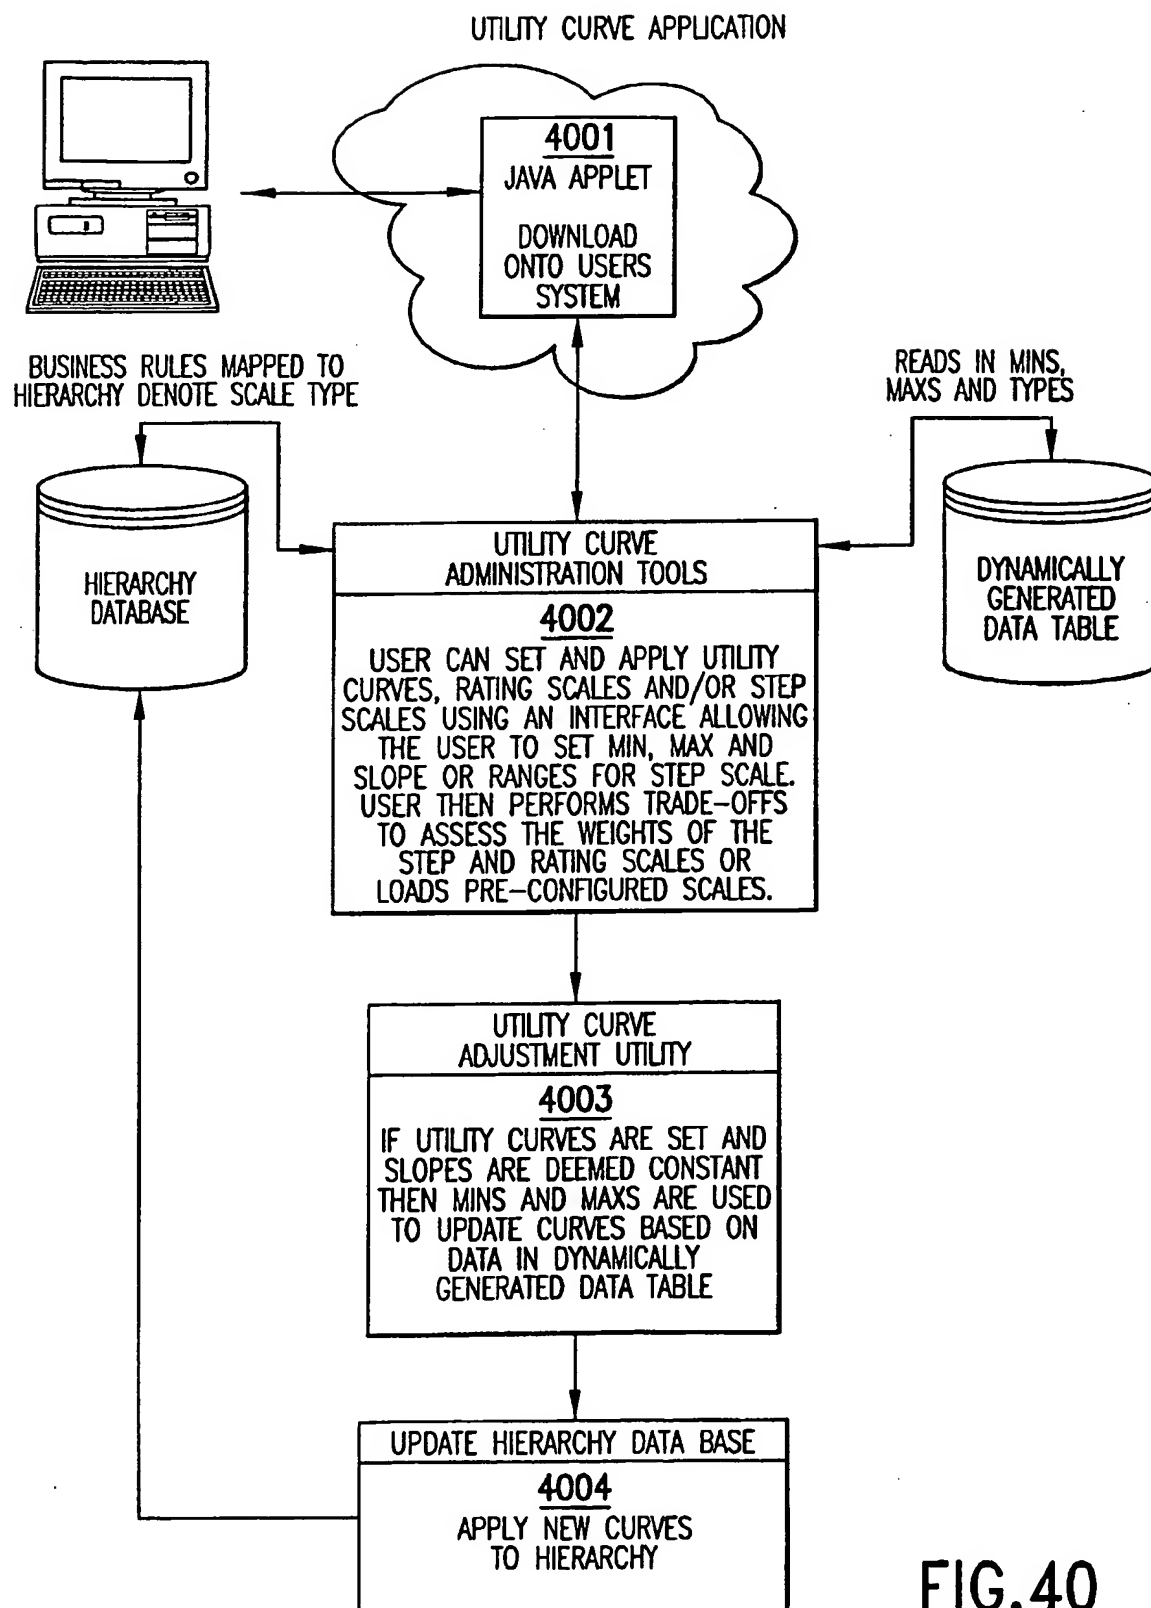 UTILITY CURVE APPLICATION
4001
JAVA APPLET
DOWNLOAD
ONTO USERS
SYSTEM
BUSINESS RULES MAPPED TO
HIERARCHY DENOTE SCALE TYPE
READS IN MINS,
MAXS AND TYPES
HIERARCHY
DATABASE
UTILITY CURVE
ADMINISTRATION TOOLS
4002
USER CAN SET AND APPLY UTILITY
CURVES, RATING SCALES AND/OR STEP
SCALES USING AN INTERFACE ALLOWING
THE USER TO SET MIN, MAX AND
SLOPE OR RANGES FOR STEP SCALE.
USER THEN PERFORMS TRADE-OFFS
TO ASSESS THE WEIGHTS OF THE
STEP AND RATING SCALES OR
LOADS PRE-CONFIGURED SCALES.
DYNAMICALLY
GENERATED
DATA TABLE
UTILITY CURVE
ADJUSTMENT UTILITY
4003
IF UTILITY CURVES ARE SET AND
SLOPES ARE DEEMED CONSTANT
THEN MINS AND MAXS ARE USED
TO UPDATE CURVES BASED ON
DATA IN DYNAMICALLY
GENERATED DATA TABLE
UPDATE HIERARCHY DATA BASE
4004
APPLY NEW CURVES
TO HIERARCHY
FIG.40